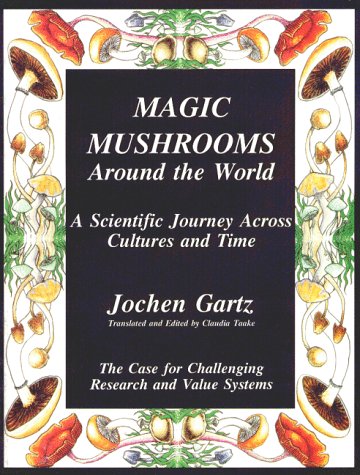 MAGIC
MUSHROOMS
Around the World
A Scientific Journey Across
Cultures and Time
Jochen Gartz
Translated and Edited by Claudia Taake
The Case for Challenging
Research and Value Systems